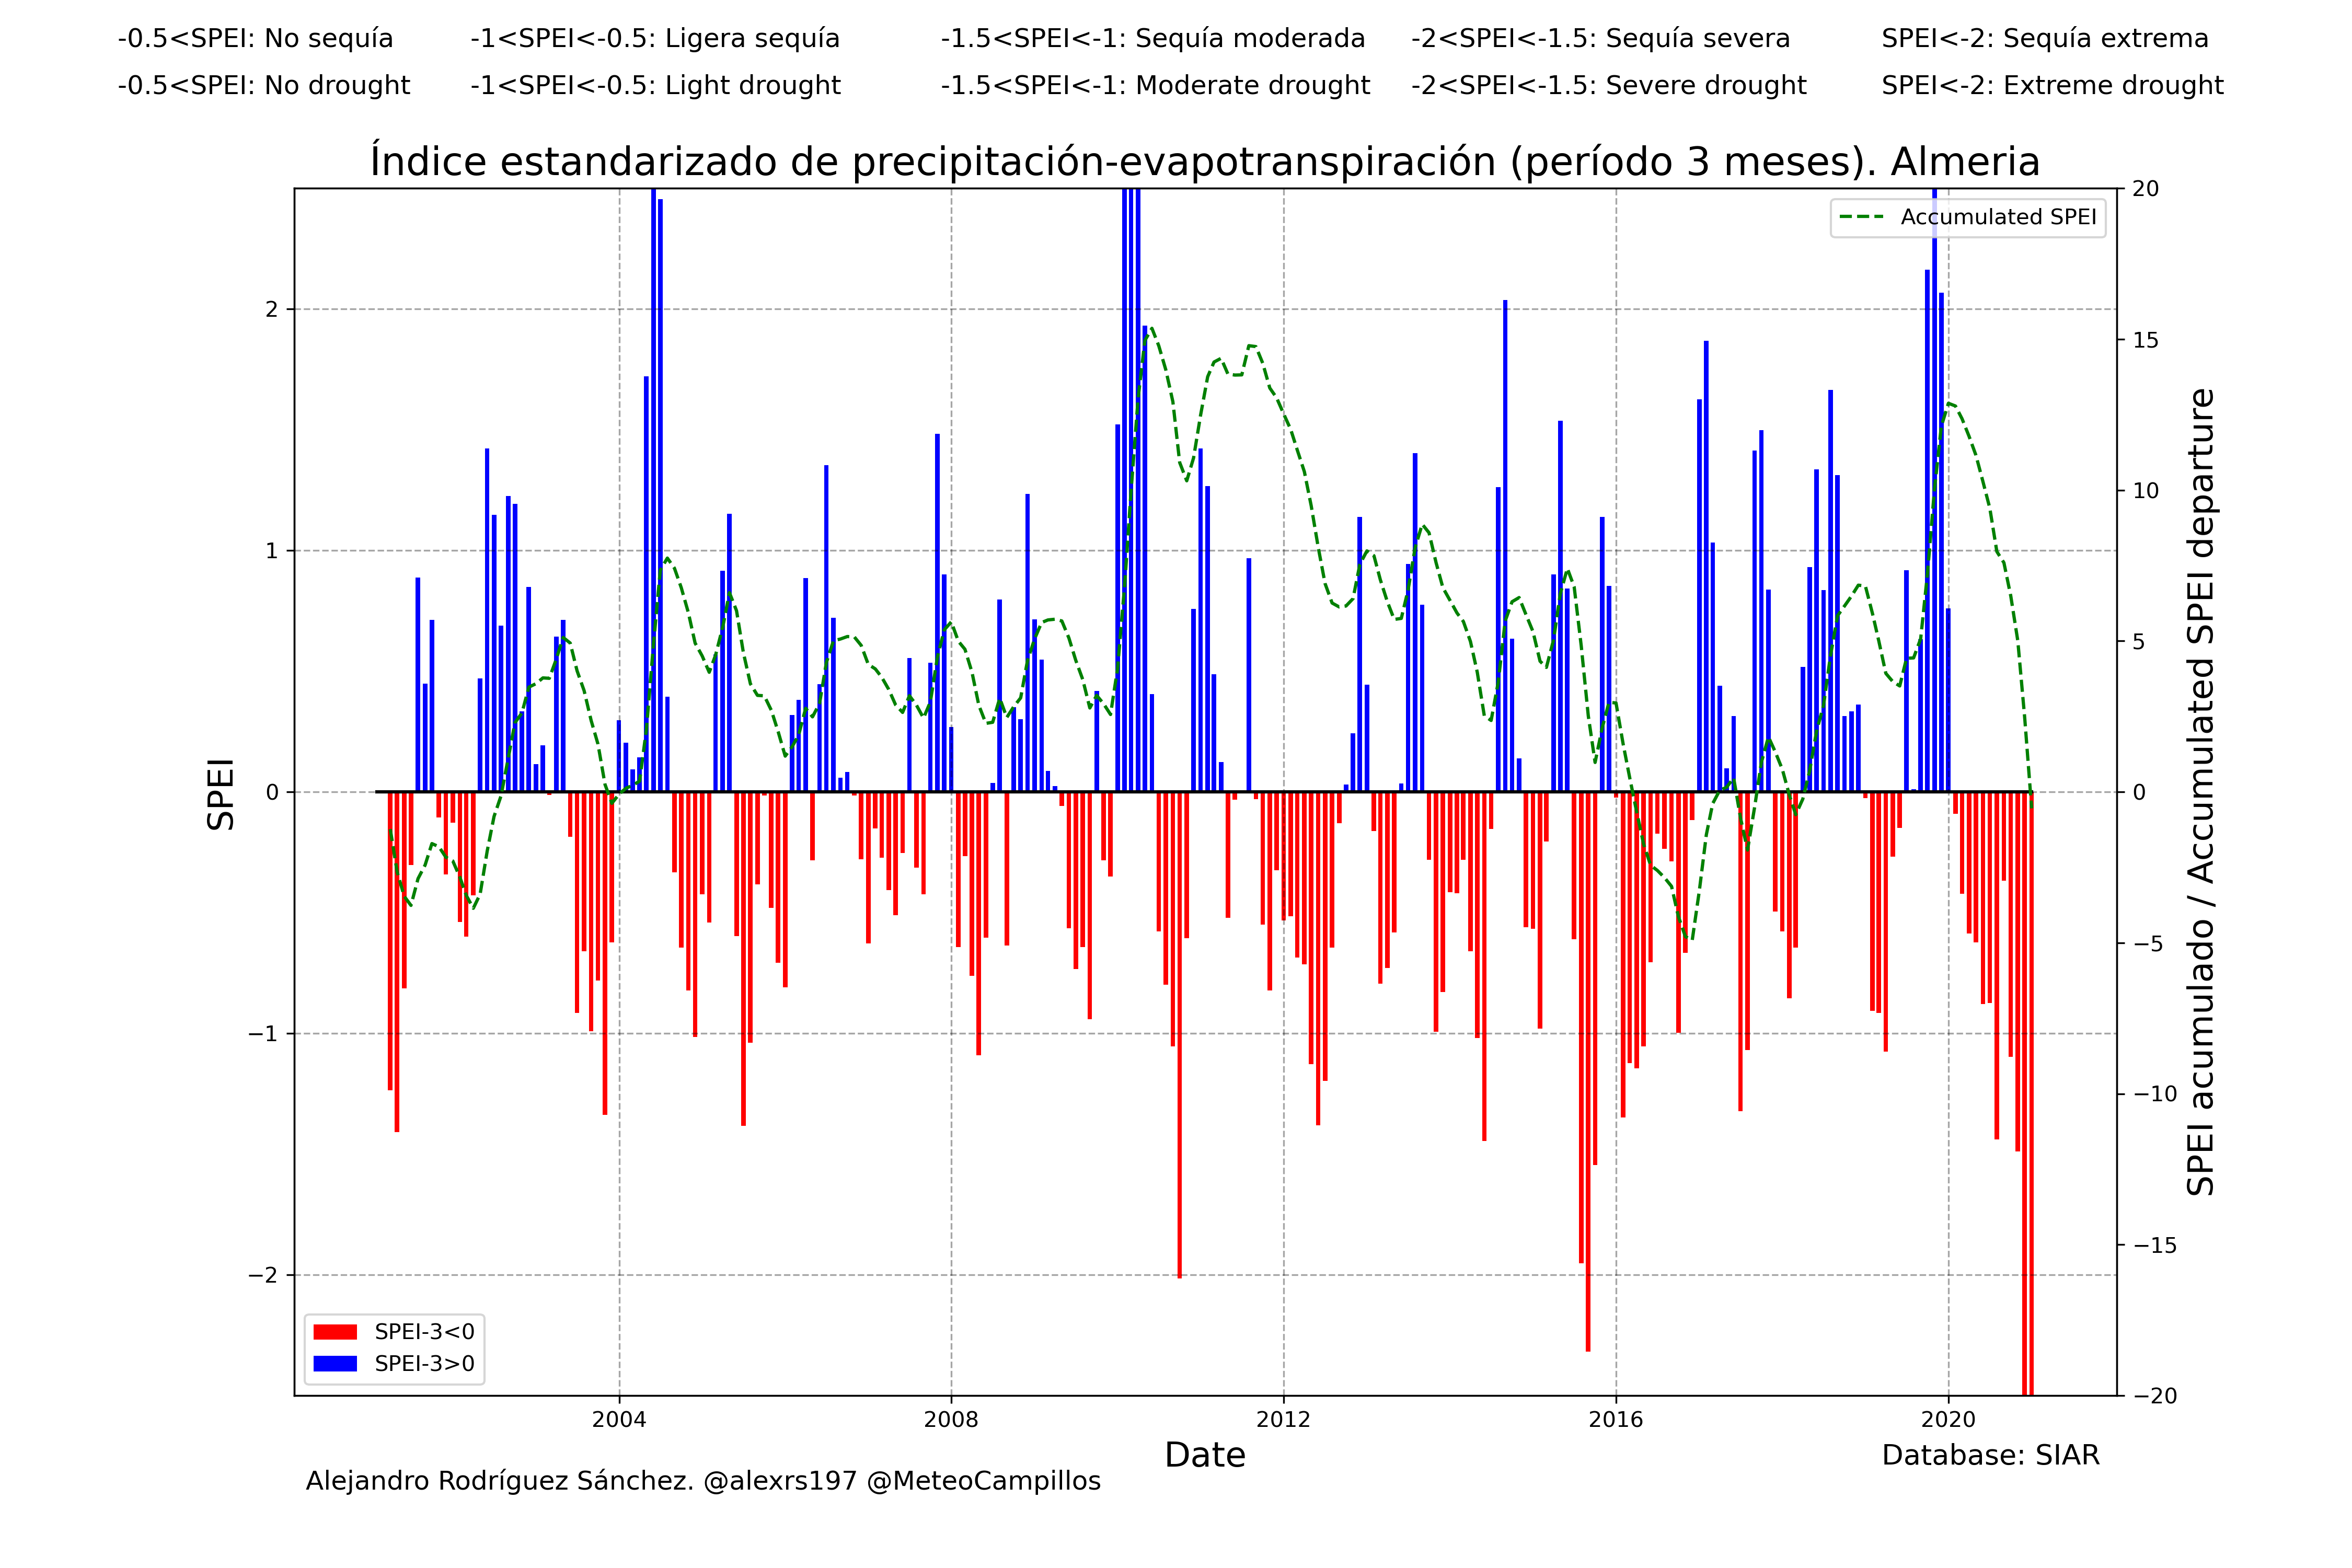 -0.5<SPEI: No sequía -1<SPEI<-0.5: Ligera sequía -1.5<SPEI<-1: Sequía moderada -2<SPEI<-1.5: Sequía severa SPEI<-2: Sequía extrema
-0.5<SPEI: No drought -1<SPEI<-0.5: Light drought -1.5<SPEI<-1: Moderate drought -2<SPEI<-1.5: Severe drought SPEI<-2: Extreme drought
Índice estandarizado de precipitación-evapotranspiración (período 3 meses). Almeria
SPEI
2
1
0
−1
−2
Accumulated SPEI
20
15
10
5
0
−5
−10
−15
−20
SPEI acumulado / Accumulated SPEI departure
SPEI-3<0
SPEI-3>0
2004 2008 2012 2016 2020
Date
Database: SIAR
Alejandro Rodríguez Sánchez. @alexrs197 @MeteoCampillos